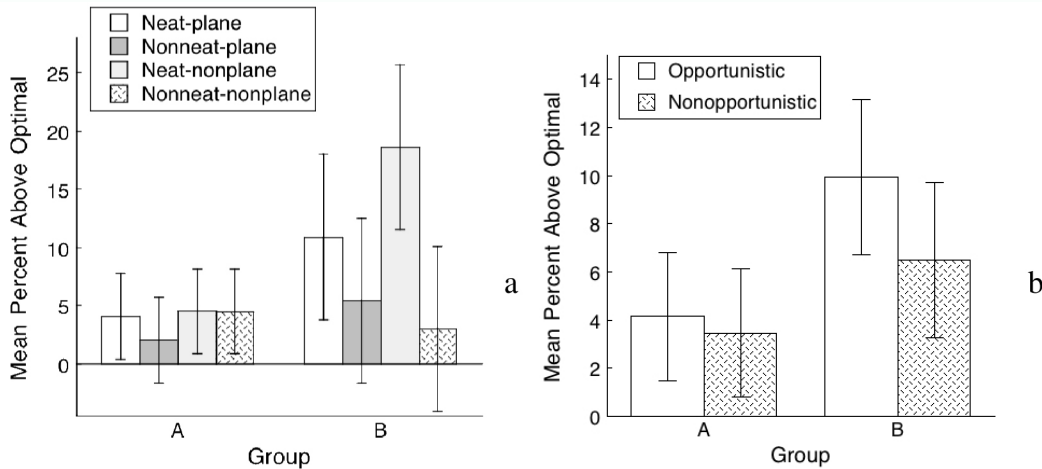 Neat-plane
Nonneat-plane
Neat-nonplane
Nonneat-nonplane
Mean Percent Above Optimal
25
20
15
10
5
0
A
B
Group
a
Opportunistic
Nonopportunistic
Mean Percent Above Optimal
14
12
10
8
6
4
2
0
A
B
Group
b